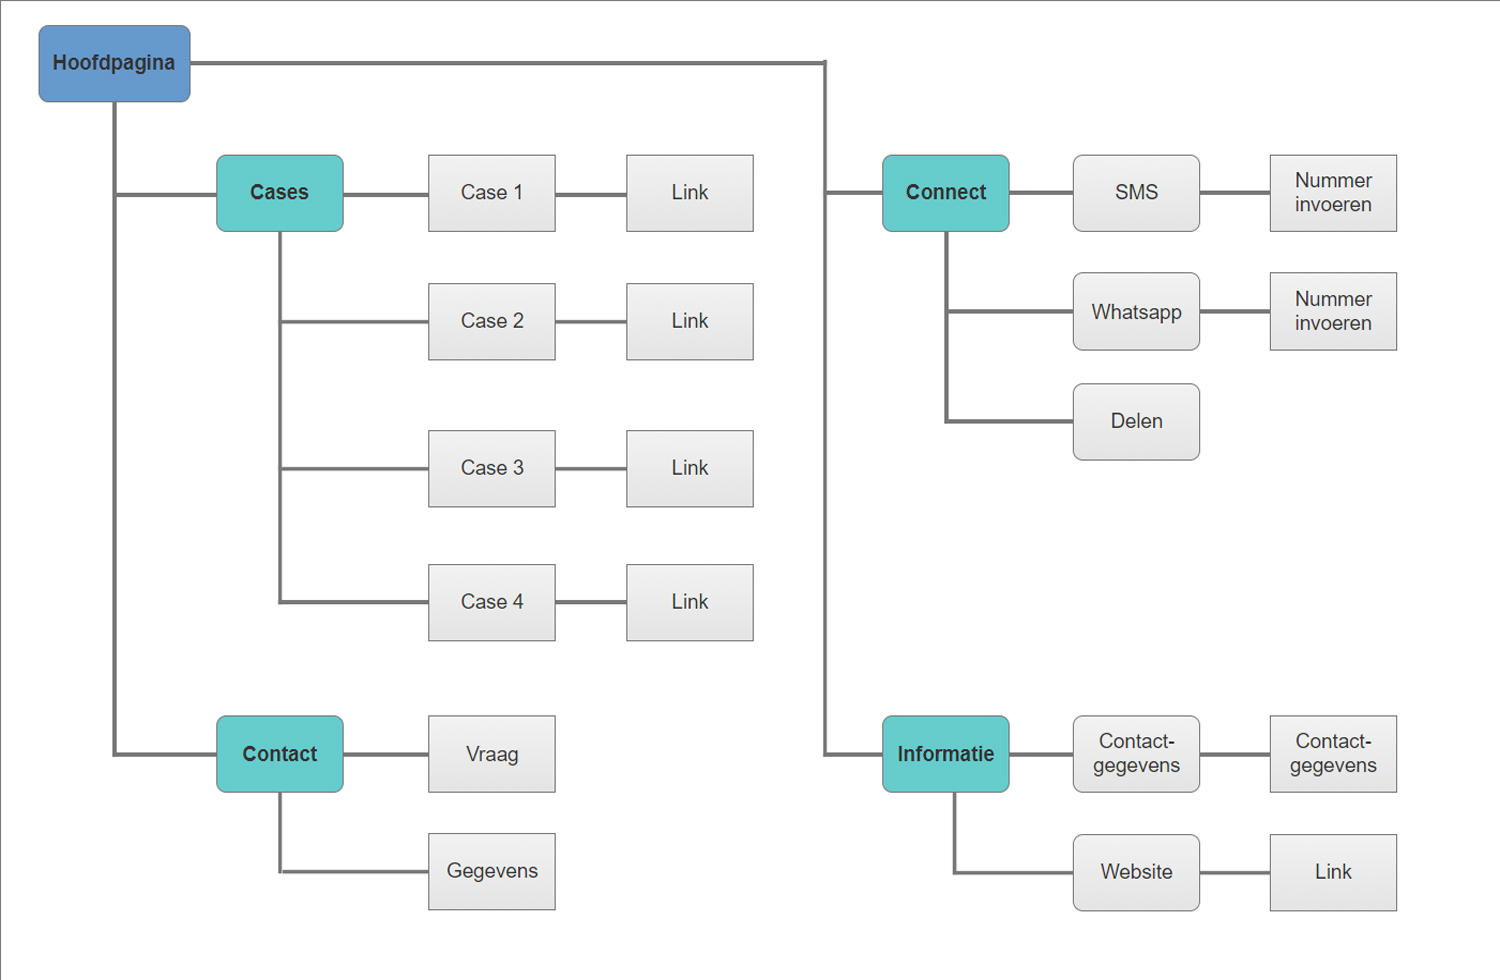 Hoofdpagina
Cases
Case 1
Link
Case 2
Link
Case 3
Link
Case 4
Link
Contact
Vraag
Gegevens
Connect
SMS
Nummer
invoeren
Whatsapp
Nummer
invoeren
Delen
Informatie
Contact-
gegevens
Contact-
gegevens
Website
Link